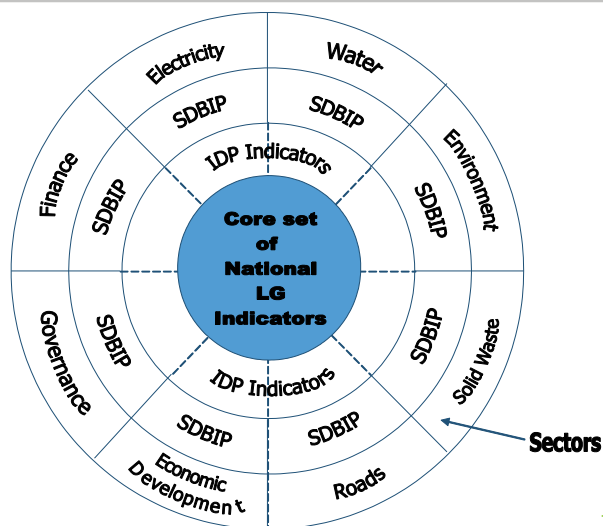 Electricity
Water
SDBIP
SDBIP
Finance
IDP Indicators
Environment
SDBIP
SDBIP
Core set
of
National
LG
Indicators
Governance
SDBIP
SDBIP
Solid Waste
IDP Indicators
SDBIP
SDBIP
Sectors
Economic
Development
Roads